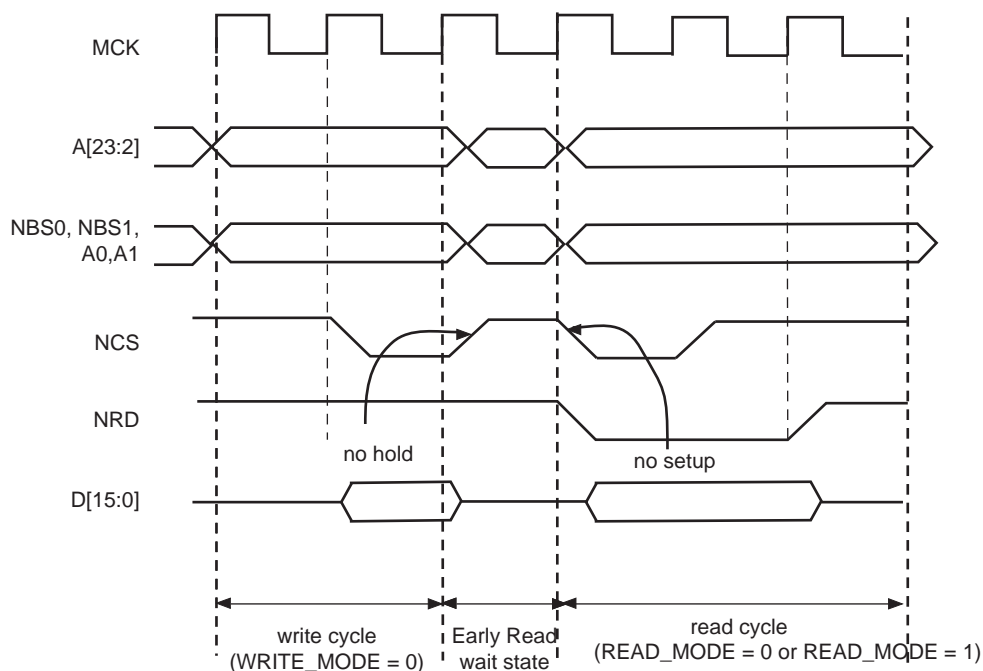 MCK
A[23:2]
NBS0, NBS1,
A0,A1
NCS
NRD
no hold
no setup
D[15:0]
write cycle
(WRITE_MODE = 0)
Early Read
wait state
read cycle
(READ_MODE = 0 or READ_MODE = 1)